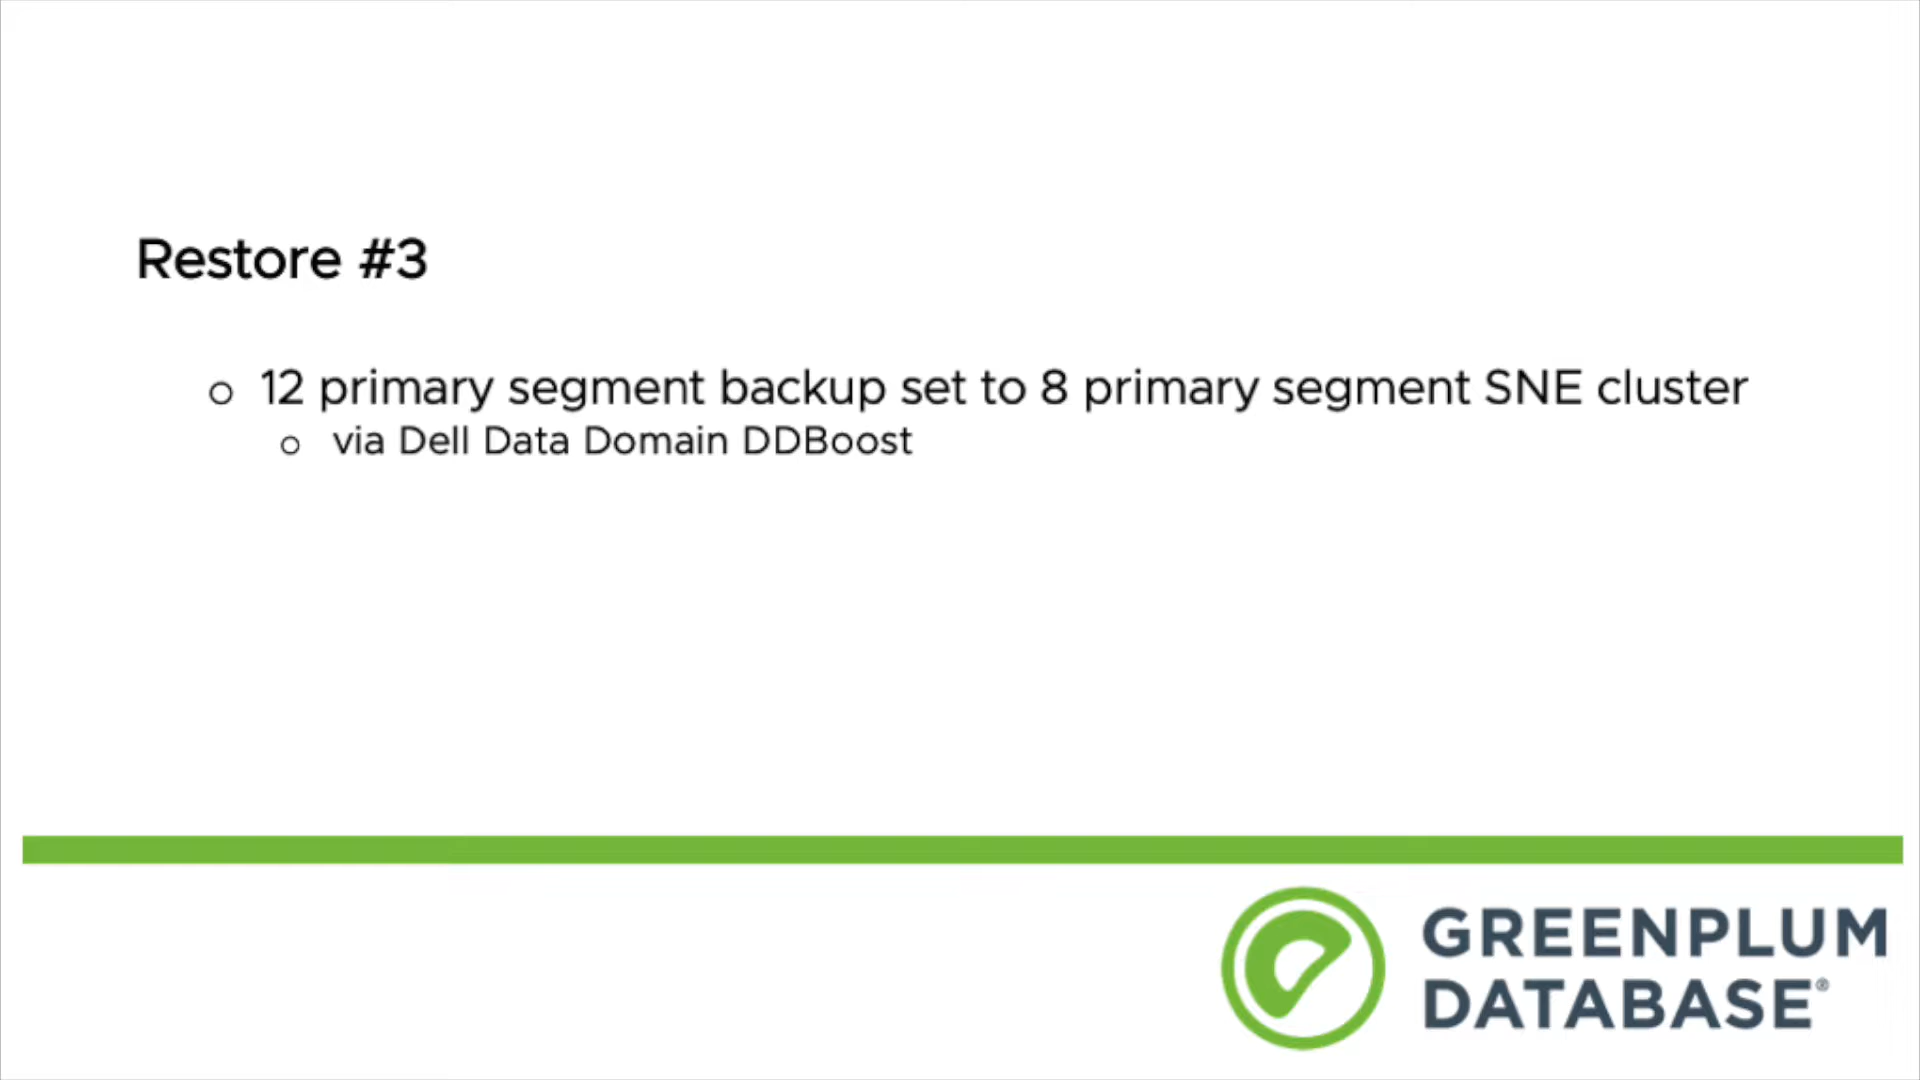 Restore #3
o 12 primary segment backup set to 8 primary segment SNE cluster
o via Dell Data Domain DDBoost
GREENPLUM
DATABASE®